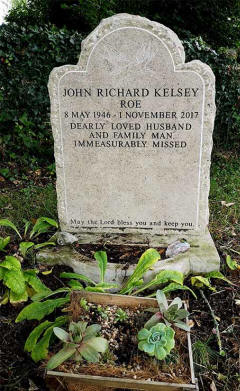 JOHN RICHARD KELSEY
ROE
8 MAY 1946 - 1 NOVEMBER 2017
DEARLY LOVED HUSBAND
AND FAMILY MAN
IMMEASURABLY MISSED
May the Lord bless you and keep you.